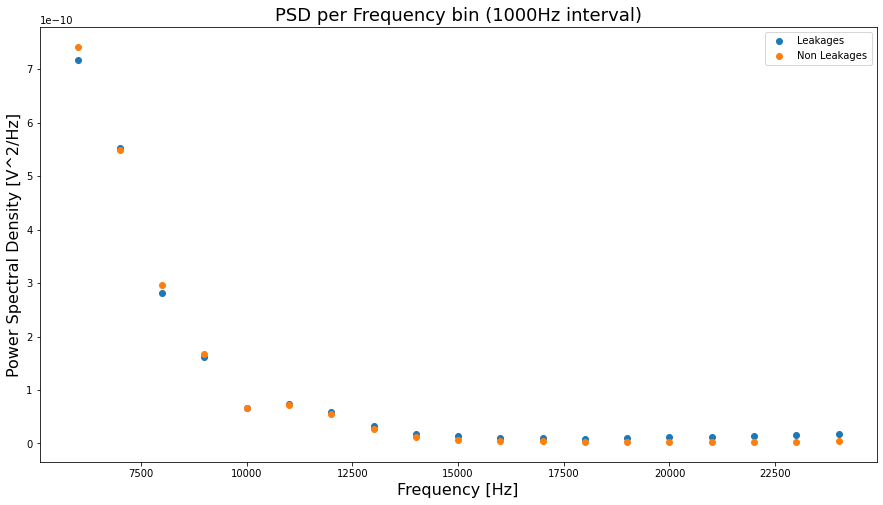 PSD per Frequency bin (1000Hz interval)
1e−10
Leakages
Non Leakages
7
6
5
4
3
2
1
0
Power Spectral Density [V^2/Hz]
7500 10000 12500 15000 17500 20000 22500
Frequency [Hz]